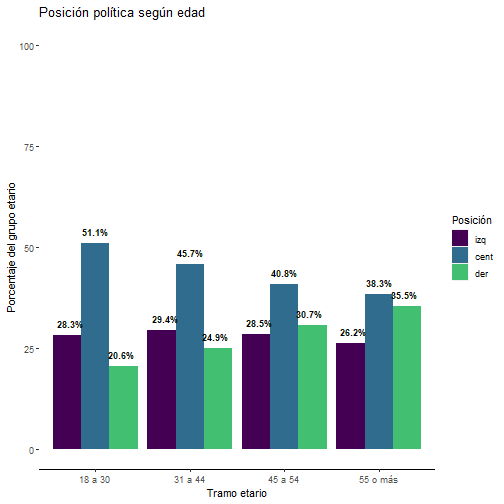 Posición política según edad
100
75
50
25
0
Porcentaje del grupo etario
28.3%
51.1%
20.6%
29.4%
45.7%
24.9%
28.5%
40.8%
30.7%
26.2%
38.3%
35.5%
18 a 30
31 a 44
45 a 54
55 o más
Tramo etario
Posición
izq
cent
der